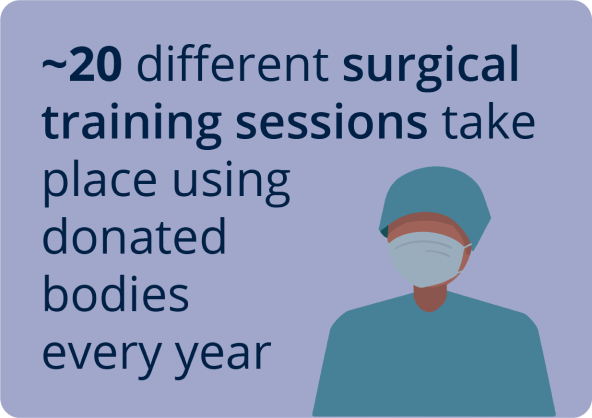 ~20 different surgical
training sessions take
place using
donated
bodies
every year